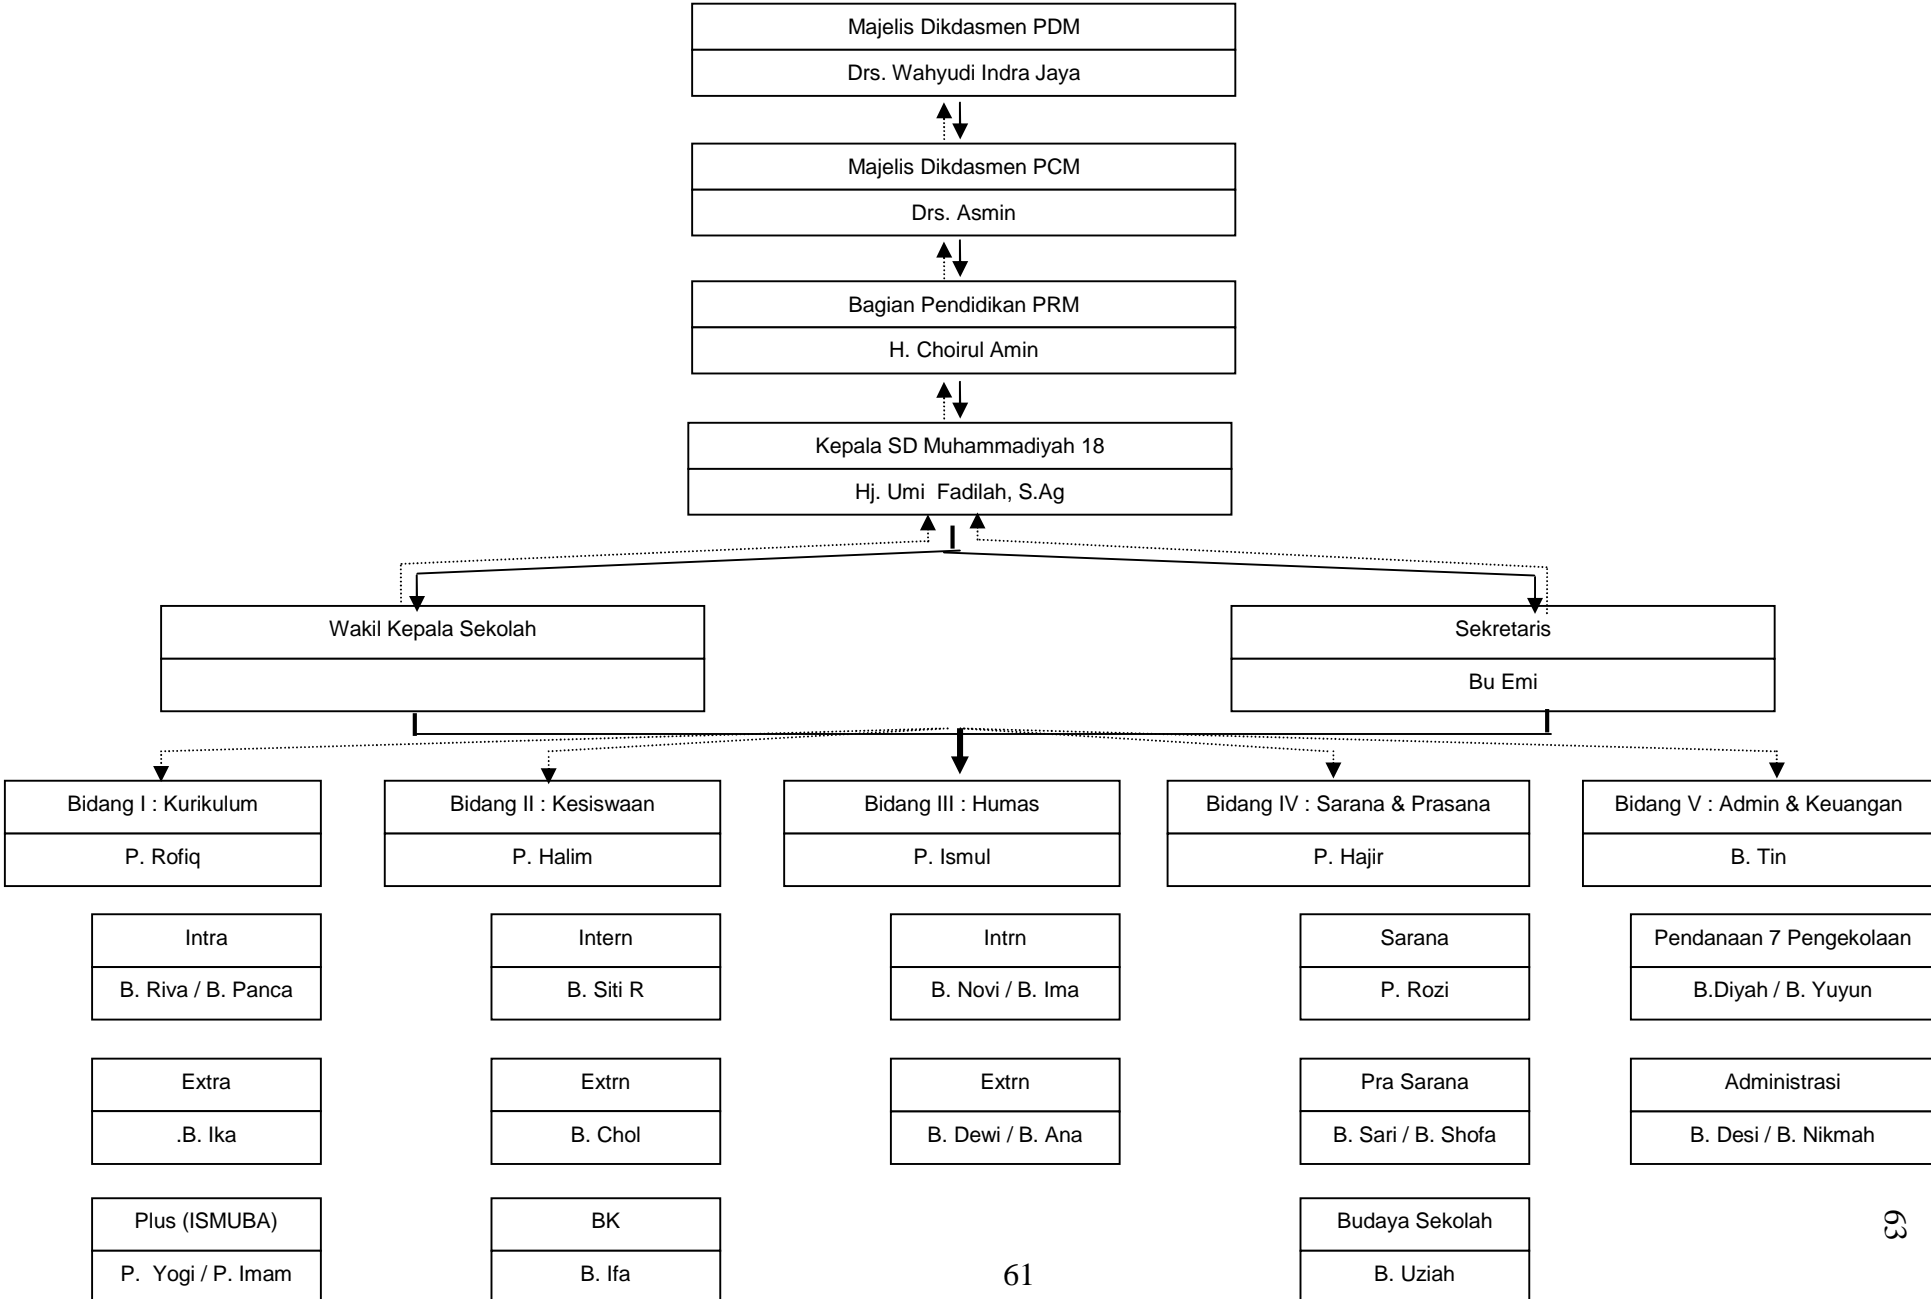 Majelis Dikdasmen PDM
Drs. Wahyudi Indra Jaya
Majelis Dikdasmen PCM
Drs. Asmin
Bagian Pendidikan PRM
H. Choirul Amin
Kepala SD Muhammadiyah 18
Hj. Umi  Fadilah, S.Ag
Wakil Kepala Sekolah
Sekretaris
Bu Emi
Bidang I : Kurikulum
P. Rofiq
Bidang II : Kesiswaan
P. Halim
Bidang III : Humas
P. Ismul
Bidang IV : Sarana & Prasana
P. Hajir
Bidang V : Admin & Keuangan
B. Tin
Intra
B. Riva / B. Panca
Intern
B. Siti R
Intrn
B. Novi / B. Ima
Sarana
P. Rozi
Pendanaan 7 Pengekolaan
B.Diyah / B. Yuyun
Extra
.B. Ika
Extrn
B. Chol
Extrn
B. Dewi / B. Ana
Pra Sarana
B. Sari / B. Shofa
Administrasi
B. Desi / B. Nikmah
Plus (ISMUBA)
P.  Yogi / P. Imam
BK
B. Ifa
Budaya Sekolah
B. Uziah
61
63